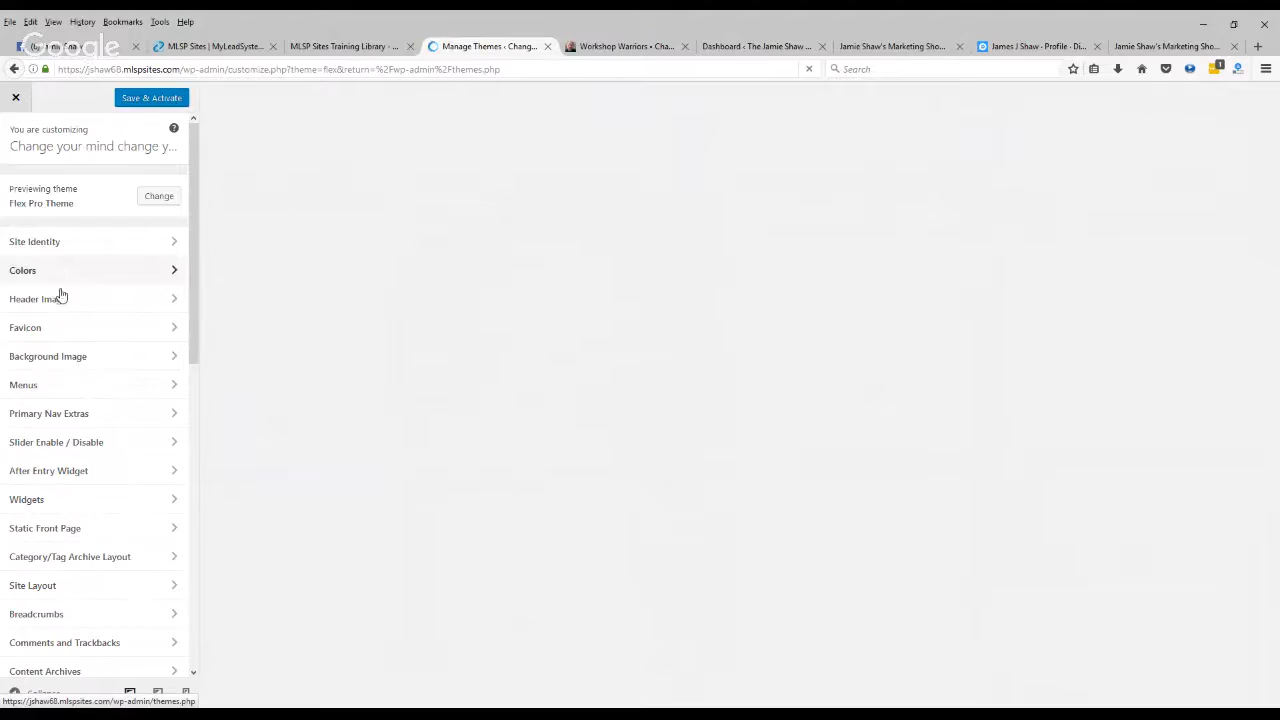 File Edit View History Bookmarks Tools Help
Google
MLSP Sites | MyLeadSyste... MLSP Sites Training Library - ... Manage Themes ‹ Chang... Workshop Warriors • Cha... Dashboard ‹ The Jamie Shaw ... Jamie Shaw's Marketing Sho... James J Shaw - Profile - Di... Jamie Shaw's Marketing Sho...
https://jshaw68.mlspsites.com/wp-admin/customize.php?theme=flex&return=%2Fwp-admin%2Fthemes.php Search 1
Save & Activate
You are customizing
Change your mind change y...
Previewing theme
Flex Pro Theme
Change
Site Identity
Colors
Header Image
Favicon
Background Image
Menus
Primary Nav Extras
Slider Enable / Disable
After Entry Widget
Widgets
Static Front Page
Category/Tag Archive Layout
Site Layout
Breadcrumbs
Comments and Trackbacks
Content Archives
Collapse
https://jshaw68.mlspsites.com/wp-admin/themes.php